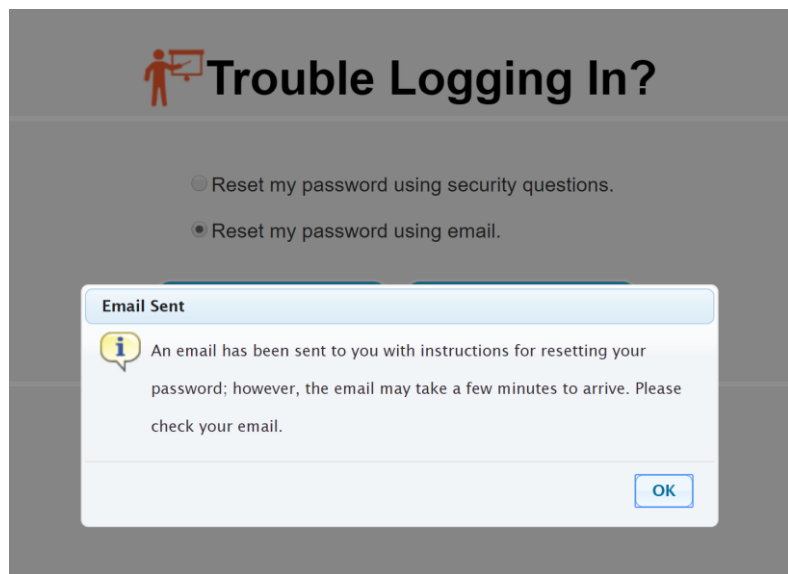 Trouble Logging In?
Reset my password using security questions.
Reset my password using email.
Email Sent
An email has been sent to you with instructions for resetting your
password; however, the email may take a few minutes to arrive. Please
check your email.
OK